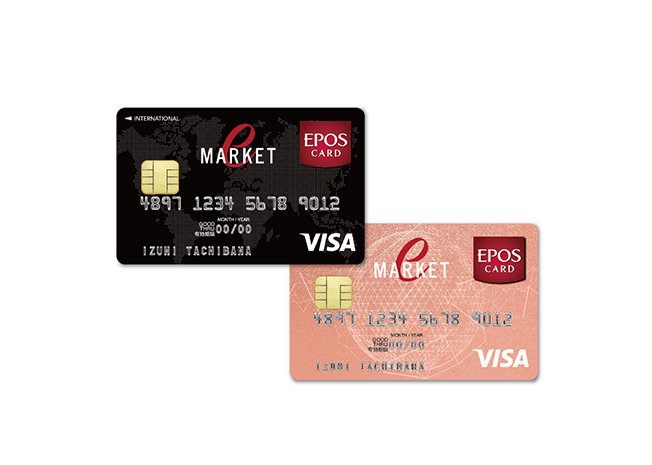 INTERNATIONAL
e
MARKET
EPOS
CARD
4897 1234 5678 9012
MONTH / YEAR
GOOD
THRU
有効期限
00/00
IZUMI TACHIBANA
VISA
e
MARKET
EPOS
CARD
4897 1234 5678 9012
MONTH / YEAR
GOOD
THRU
有効期限
00/00
IZUMI TACHIBANA
VISA